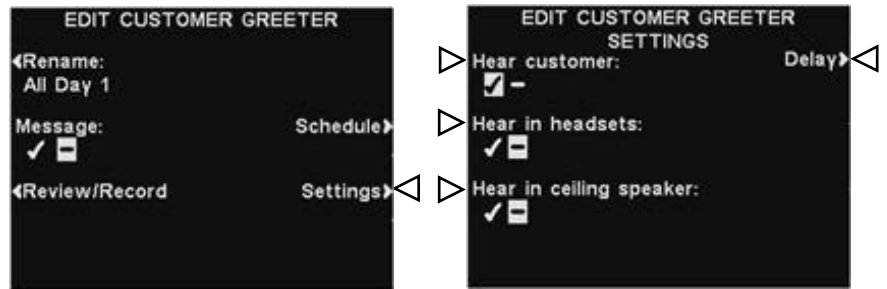 EDIT CUSTOMER GREETER
Rename:
All Day 1
Message:
Schedule
Review/Record
Settings
EDIT CUSTOMER GREETER
SETTINGS
Hear customer:
Delay
Hear in headsets:
Hear in ceiling speaker: